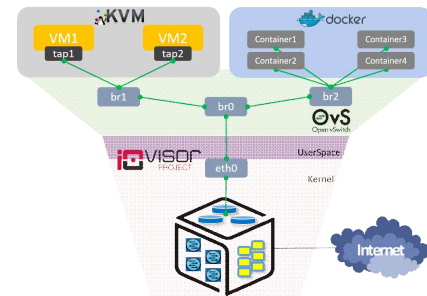 KVM
docker
VM1
VM2
tap1
tap2
Container1
Container3
Container2
Container4
br1
br0
br2
OvS
Open vSwitch
iO VISOR
PROJECT
UserSpace
eth0
Kernel
Internet